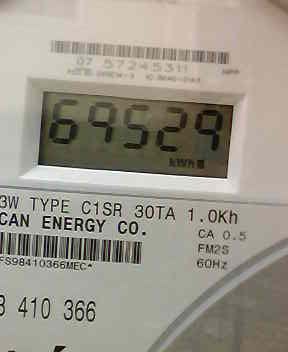 07 57245311
69529
kWh
3W TYPE C1SR 30TA 1.0Kh
CAN ENERGY CO.
CA 0.5
FM2S
FS98410366MEC*
60Hz
8 410 366